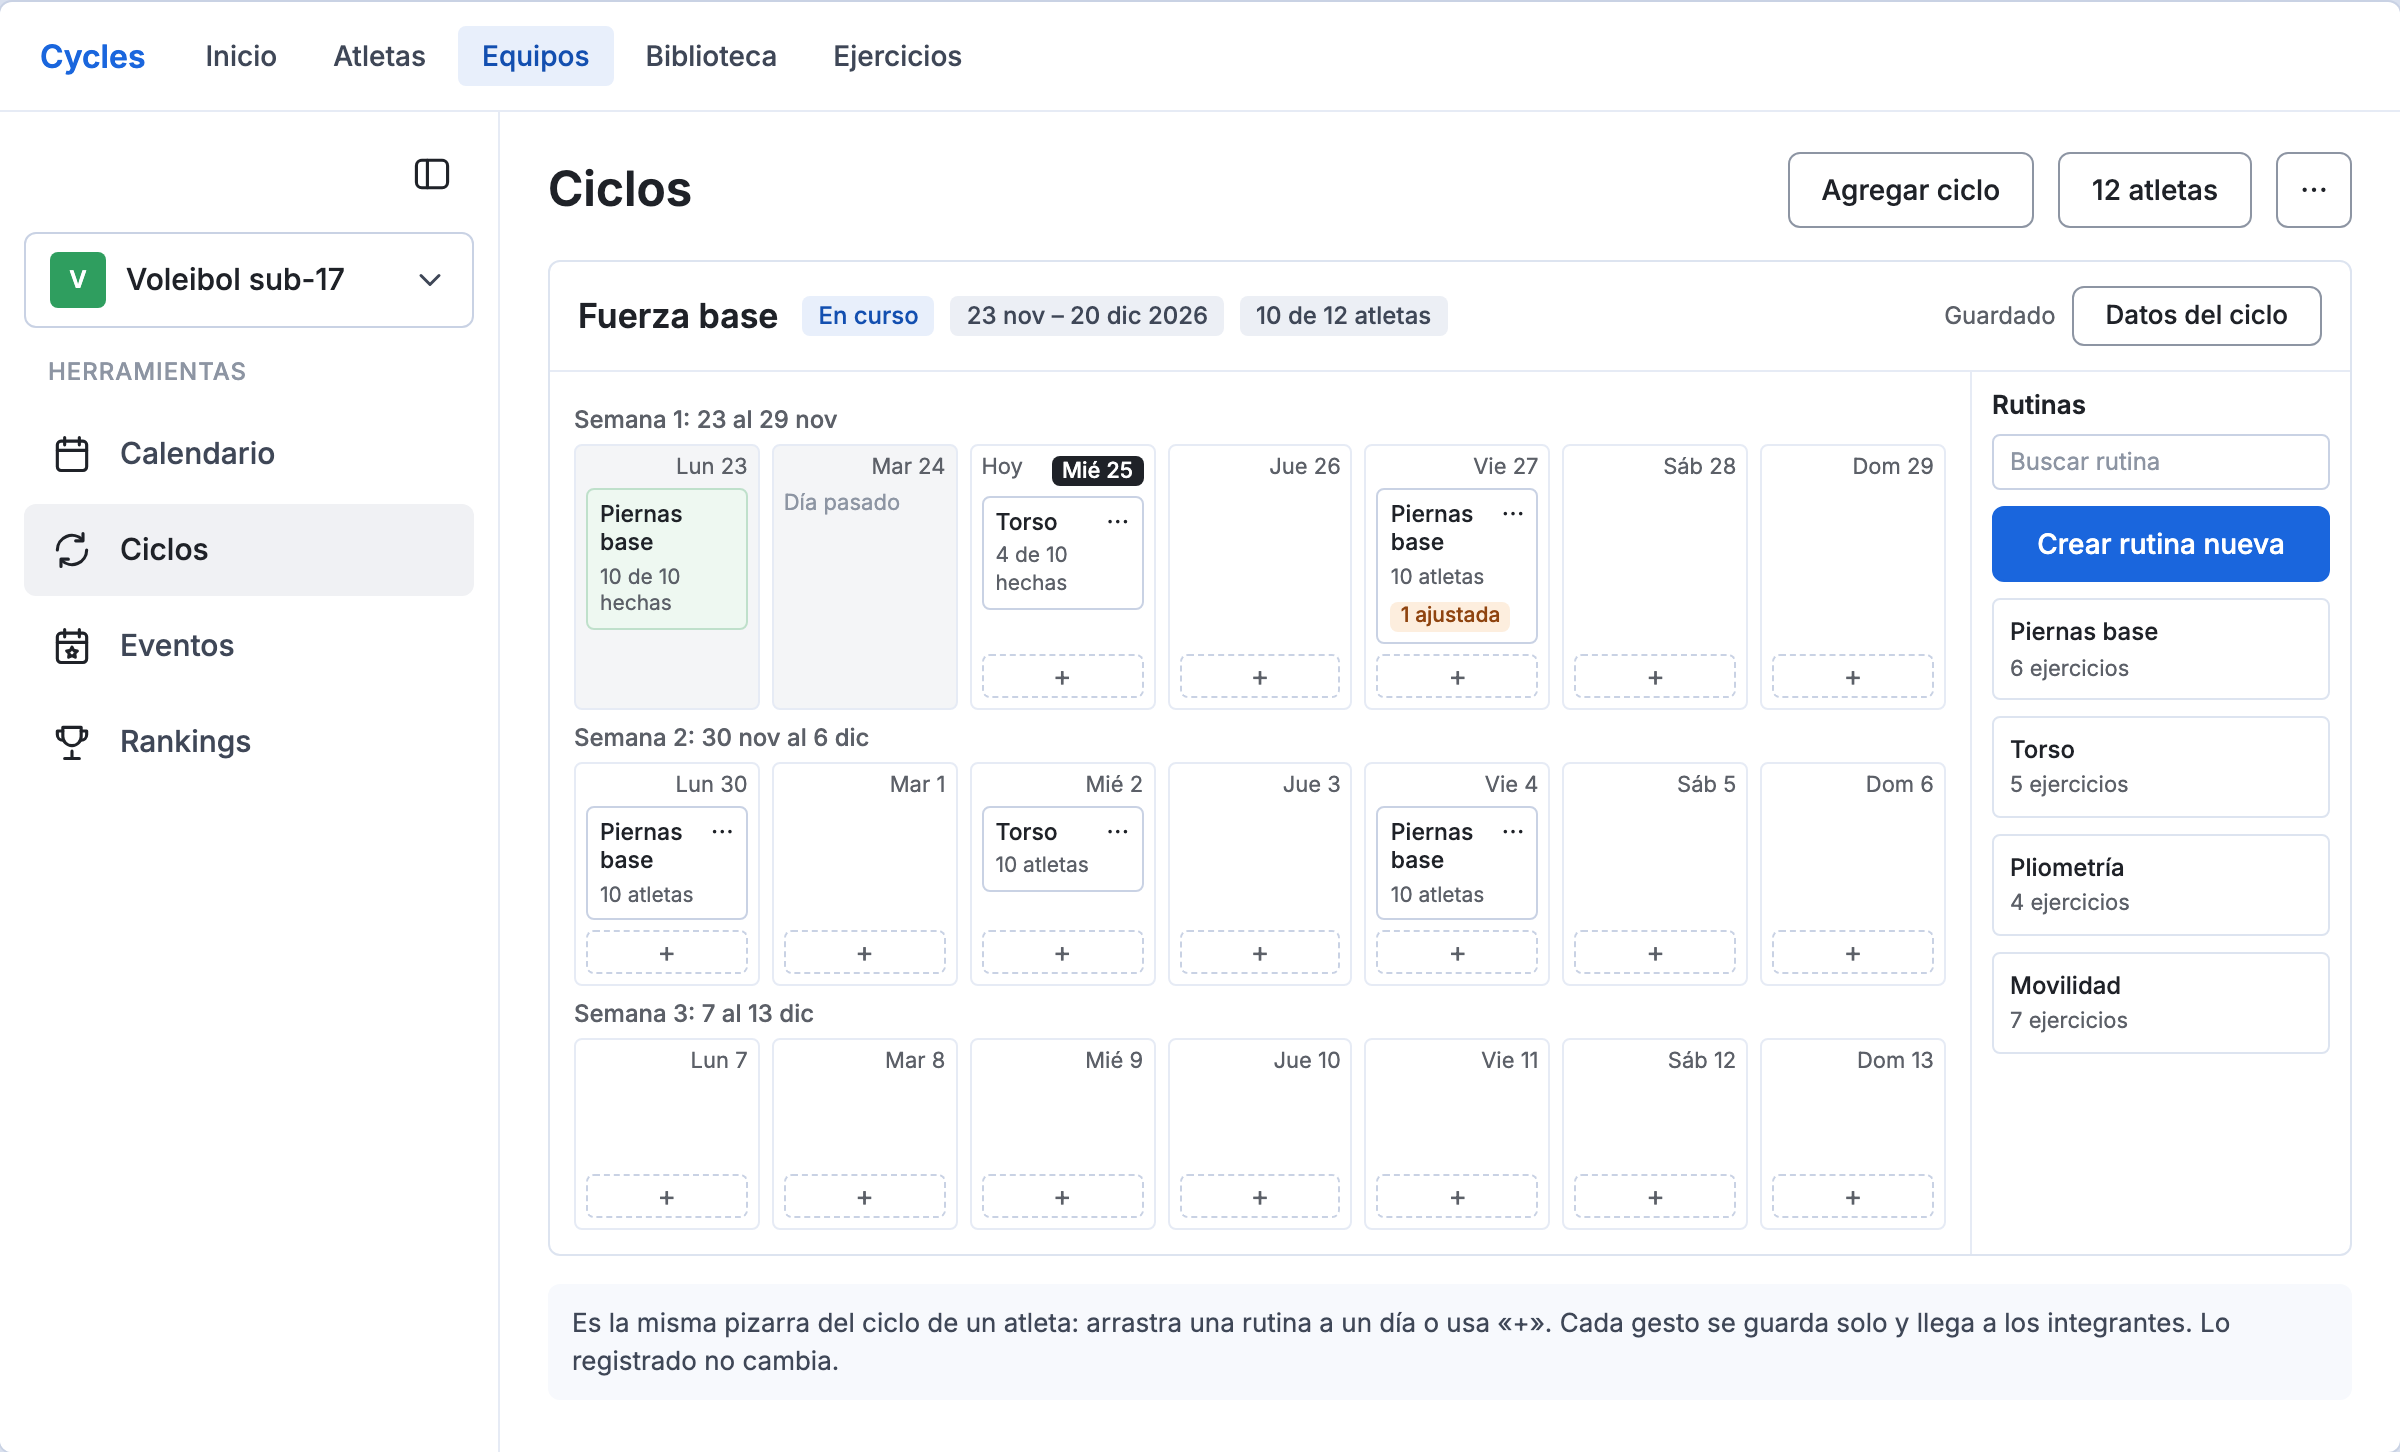 Cycles
Inicio
Atletas
Equipos
Biblioteca
Ejercicios
V
Voleibol sub-17
HERRAMIENTAS
Calendario
Ciclos
Eventos
Rankings
Ciclos
Agregar ciclo
12 atletas
···
Fuerza base
En curso
23 nov – 20 dic 2026
10 de 12 atletas
Guardado
Datos del ciclo
Semana 1: 23 al 29 nov
Lun 23
Piernas
base
10 de 10
hechas
Mar 24
Día pasado
Hoy
Mié 25
Torso
···
4 de 10
hechas
+
Jue 26
+
Vie 27
Piernas
base
···
10 atletas
1 ajustada
+
Sáb 28
+
Dom 29
+
Semana 2: 30 nov al 6 dic
Lun 30
Piernas
base
···
10 atletas
+
Mar 1
+
Mié 2
Torso
···
10 atletas
+
Jue 3
+
Vie 4
Piernas
base
···
10 atletas
+
Sáb 5
+
Dom 6
+
Semana 3: 7 al 13 dic
Lun 7
+
Mar 8
+
Mié 9
+
Jue 10
+
Vie 11
+
Sáb 12
+
Dom 13
+
Rutinas
Buscar rutina
Crear rutina nueva
Piernas base
6 ejercicios
Torso
5 ejercicios
Pliometría
4 ejercicios
Movilidad
7 ejercicios
Es la misma pizarra del ciclo de un atleta: arrastra una rutina a un día o usa «+». Cada gesto se guarda solo y llega a los integrantes. Lo
registrado no cambia.